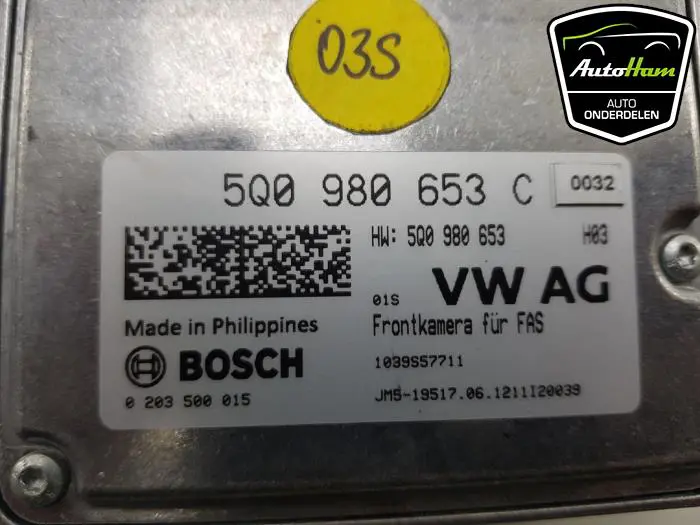 03S
AutoHam
AUTO
ONDERDELEN
5Q0 980 653 C 0032
HW: 5Q0 980 653 H03
01S VW AG
Made in Philippines Frontkamera für FAS
BOSCH 1039S57711
0 203 500 015 JM5-19517.06.1211I20039